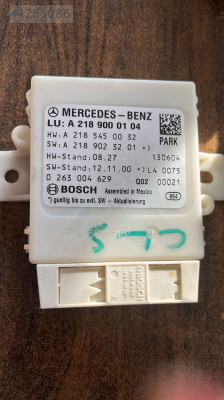 MERCEDES-BENZ
LU: A 218 900 01 04
HW: A 218 545 00 32
SW: A 218 902 32 01 *)
PARK
HW-Stand: 08.27 130604
SW-Stand: 12.11.00 *) L4 0075
0 263 004 629 Q02 00021
BOSCH Assembled in Mexico
*) gueltig bis zu evtl. SW - Aktualisierung
864
CLS